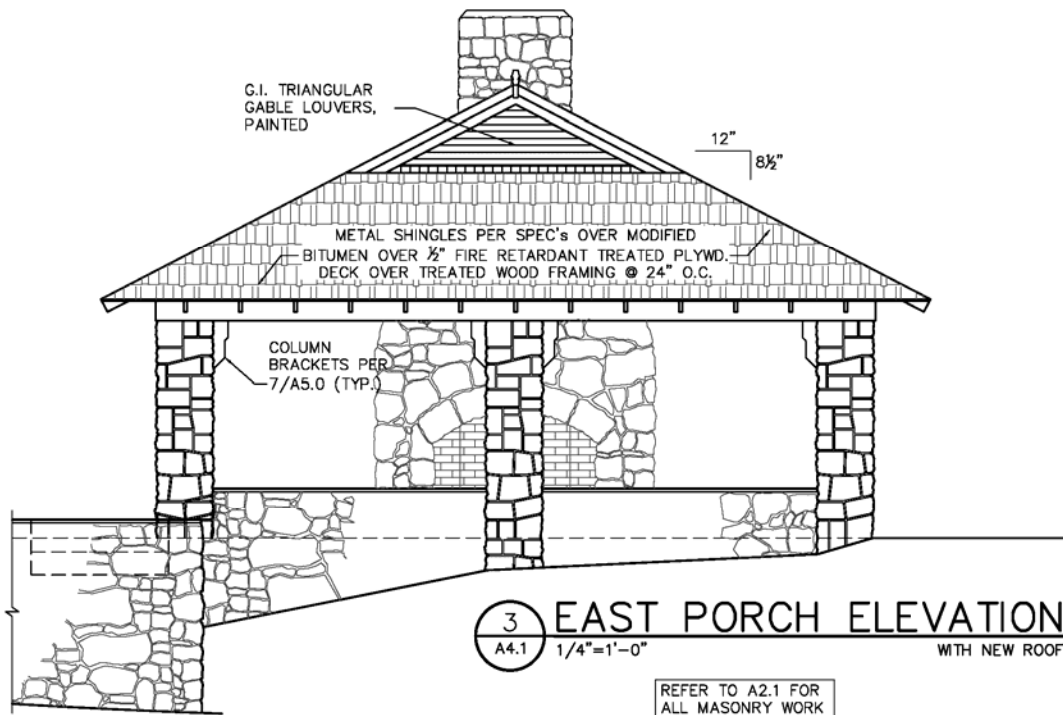 G.I. TRIANGULAR
GABLE LOUVERS,
PAINTED
12"
8½"
METAL SHINGLES PER SPEC's OVER MODIFIED
BITUMEN OVER ½" FIRE RETARDANT TREATED PLYWD.
DECK OVER TREATED WOOD FRAMING @ 24" O.C.
COLUMN
BRACKETS PER
7/A5.0 (TYP.)
3
A4.1
EAST PORCH ELEVATION
1/4"=1'-0"
WITH NEW ROOF
REFER TO A2.1 FOR
ALL MASONRY WORK